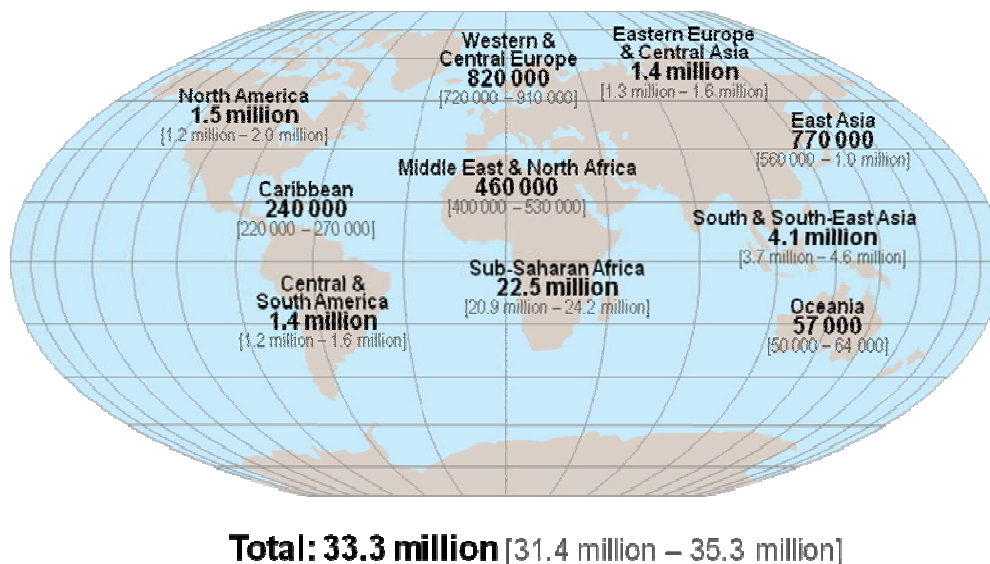 Western &
Central Europe
820 000
[720 000 – 910 000]
Eastern Europe
& Central Asia
1.4 million
[1.3 million – 1.6 million]
North America
1.5 million
[1.2 million – 2.0 million]
East Asia
770 000
[560 000 – 1.0 million]
Middle East & North Africa
460 000
[400 000 – 530 000]
Caribbean
240 000
[220 000 – 270 000]
South & South-East Asia
4.1 million
[3.7 million – 4.6 million]
Sub-Saharan Africa
22.5 million
[20.9 million – 24.2 million]
Central &
South America
1.4 million
[1.2 million – 1.6 million]
Oceania
57 000
[50 000 – 64 000]
Total: 33.3 million [31.4 million – 35.3 million]